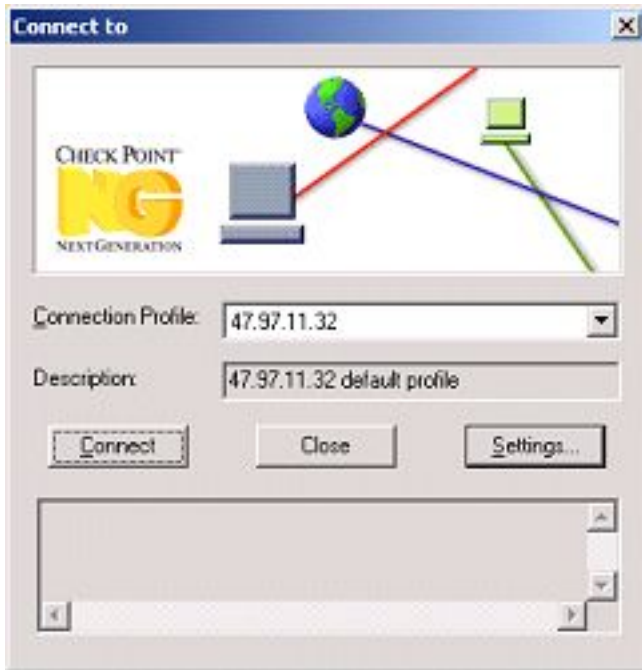 Connect to
CHECK POINT™
NG
NEXT GENERATION
Connection Profile: 47.97.11.32
Description: 47.97.11.32 default profile
Connect Close Settings...